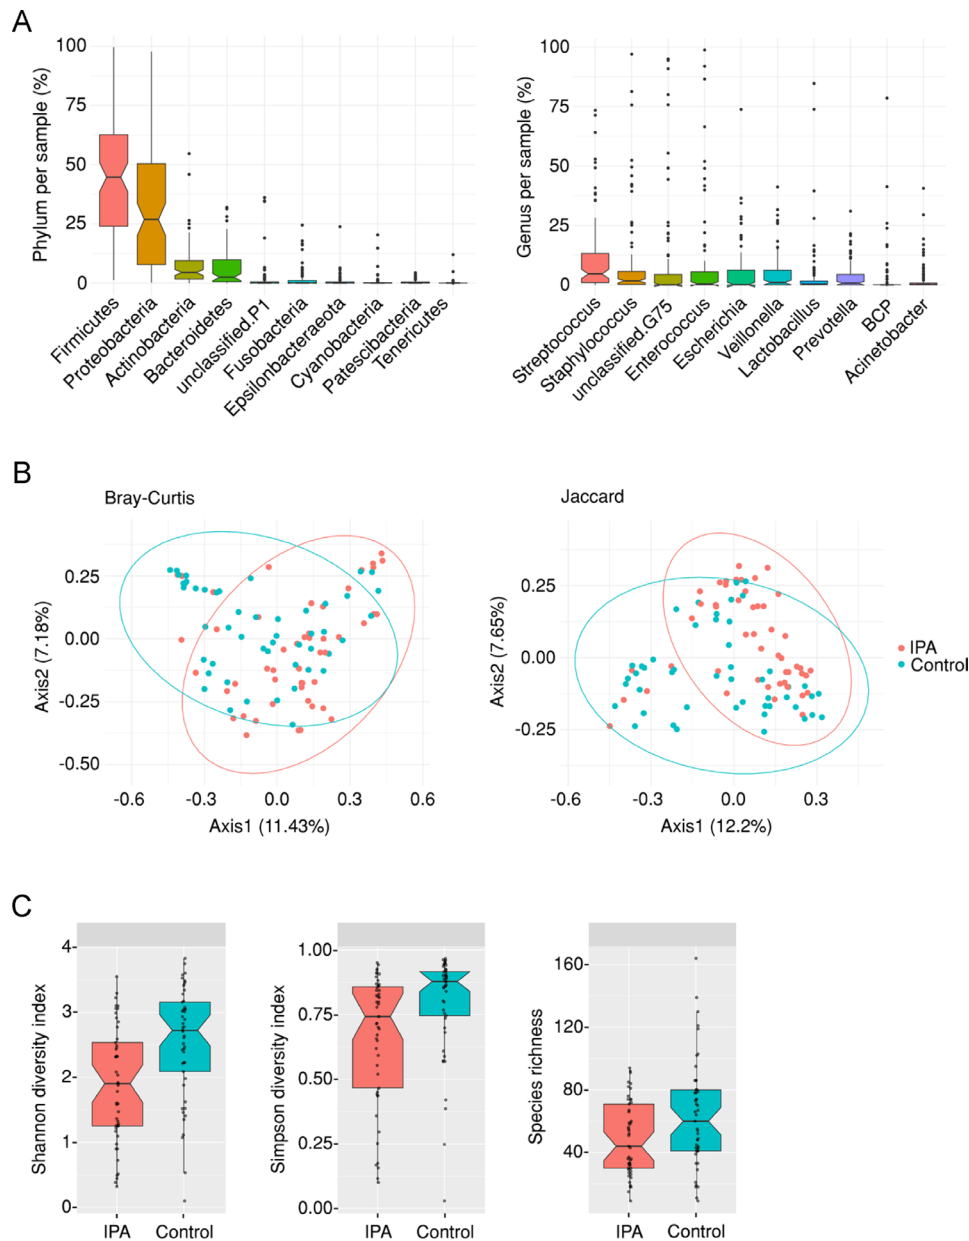 A
Phylum per sample (%)
100
75
50
25
0
Firmicutes
Proteobacteria
Actinobacteria
Bacteroidetes
unclassified.P1
Fusobacteria
Epsilonbacteraeota
Cyanobacteria
Patescibacteria
Tenericutes
Genus per sample (%)
100
75
50
25
0
Streptococcus
Staphylococcus
unclassified.G75
Enterococcus
Escherichia
Veillonella
Lactobacillus
Prevotella
BCP
Acinetobacter
B
Bray-Curtis
Axis2 (7.18%)
0.25
0.00
-0.25
-0.50
-0.6 -0.3 0.0 0.3 0.6
Axis1 (11.43%)
Jaccard
Axis2 (7.65%)
0.25
0.00
-0.25
-0.6 -0.3 0.0 0.3
Axis1 (12.2%)
IPA
Control
C
Shannon diversity index
4
3
2
1
0
IPA Control
Simpson diversity index
1.00
0.75
0.50
0.25
0.00
IPA Control
Species richness
160
120
80
40
IPA Control